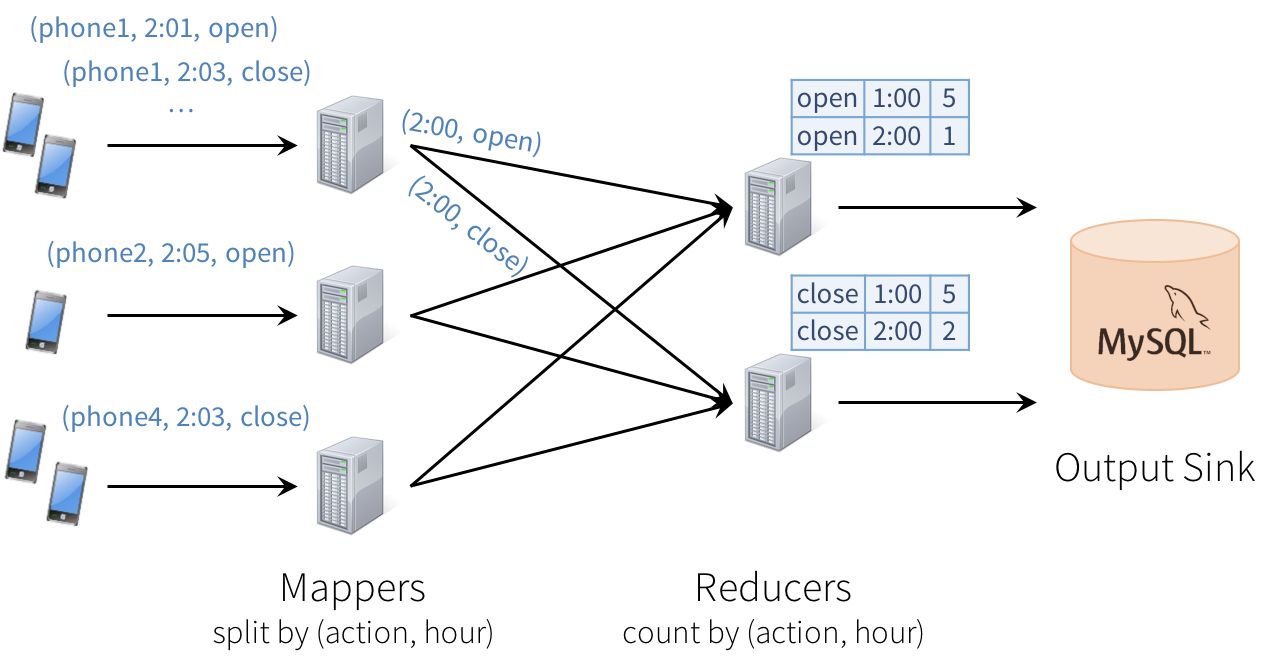 (phone1, 2:01, open)
(phone1, 2:03, close)
...
(2:00, open)
(2:00, close)
open 1:00 5
open 2:00 1
(phone2, 2:05, open)
close 1:00 5
close 2:00 2
MySQL™
(phone4, 2:03, close)
Output Sink
Mappers
split by (action, hour)
Reducers
count by (action, hour)